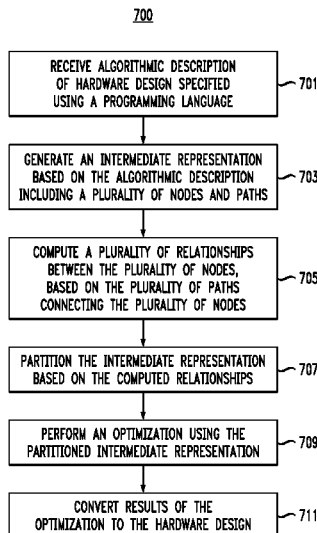 700
RECEIVE ALGORITHMIC DESCRIPTION
OF HARDWARE DESIGN SPECIFIED
USING A PROGRAMMING LANGUAGE
701
GENERATE AN INTERMEDIATE REPRESENTATION
BASED ON THE ALGORITHMIC DESCRIPTION
INCLUDING A PLURALITY OF NODES AND PATHS
703
COMPUTE A PLURALITY OF RELATIONSHIPS
BETWEEN THE PLURALITY OF NODES,
BASED ON THE PLURALITY OF PATHS
CONNECTING THE PLURALITY OF NODES
705
PARTITION THE INTERMEDIATE REPRESENTATION
BASED ON THE COMPUTED RELATIONSHIPS
707
PERFORM AN OPTIMIZATION USING THE
PARTITIONED INTERMEDIATE REPRESENTATION
709
CONVERT RESULTS OF THE
OPTIMIZATION TO THE HARDWARE DESIGN
711